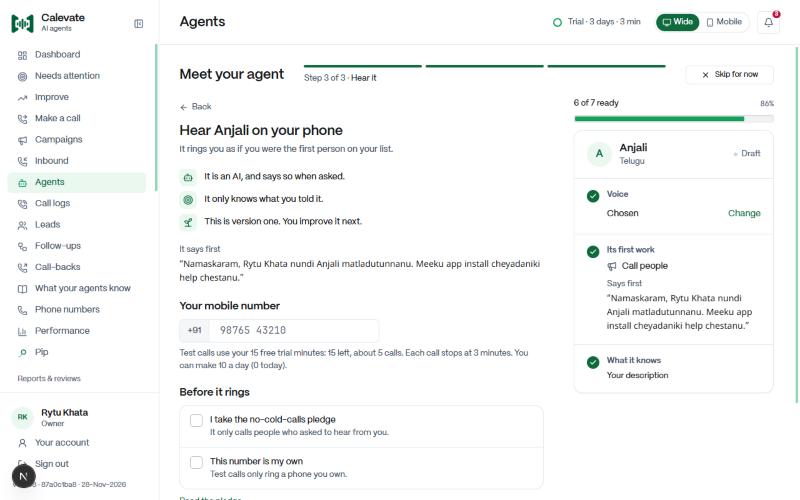 Calevate
AI agents
Dashboard
Needs attention
Improve
Make a call
Campaigns
Inbound
Agents
Call logs
Leads
Follow-ups
Call-backs
What your agents know
Phone numbers
Performance
Pip
Reports & reviews
RK
Rytu Khata
Owner
Your account
Sign out
N
87a0c1ba8 · 28-Nov-2026
Agents
Trial · 3 days · 3 min
Wide
Mobile
8
Meet your agent
Step 3 of 3 · Hear it
Skip for now
Back
Hear Anjali on your phone
It rings you as if you were the first person on your list.
It is an AI, and says so when asked.
It only knows what you told it.
This is version one. You improve it next.
It says first
“Namaskaram, Rytu Khata nundi Anjali matladutunnanu. Meeku app install cheyadaniki
help chestanu.”
Your mobile number
+91 98765 43210
Test calls use your 15 free trial minutes: 15 left, about 5 calls. Each call stops at 3 minutes. You
can make 10 a day (0 today).
Before it rings
I take the no-cold-calls pledge
It only calls people who asked to hear from you.
This number is my own
Test calls only ring a phone you own.
6 of 7 ready
86%
A
Anjali
Telugu
Draft
Voice
Chosen
Change
Its first work
Call people
Says first
“Namaskaram, Rytu Khata nundi
Anjali matladutunnanu. Meeku app
install cheyadaniki help chestanu.”
What it knows
Your description